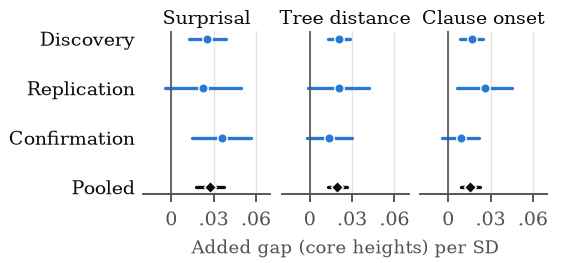 Surprisal Tree distance Clause onset
Discovery
Replication
Confirmation
Pooled
0 .03 .06 0 .03 .06 0 .03 .06
Added gap (core heights) per SD